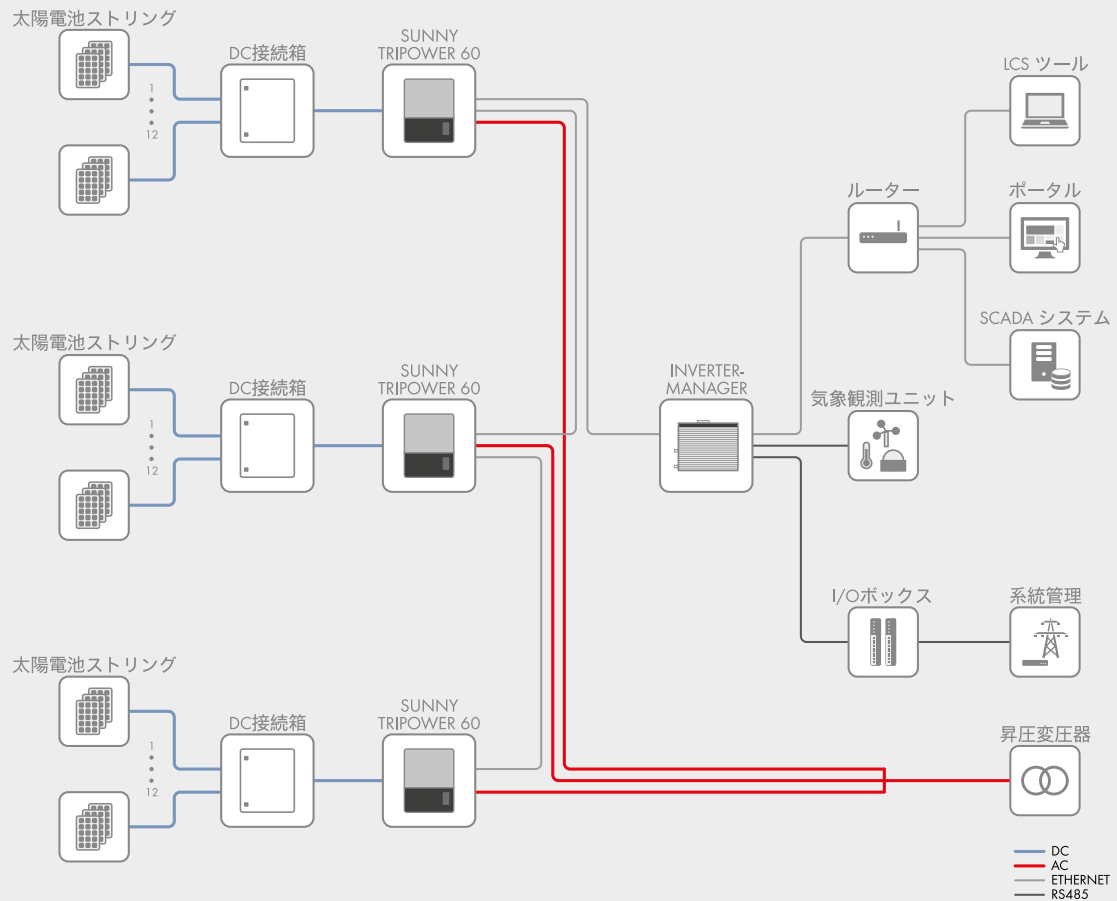 太陽電池ストリング
1
12
DC接続箱
SUNNY
TRIPOWER 60
太陽電池ストリング
1
12
DC接続箱
SUNNY
TRIPOWER 60
太陽電池ストリング
1
12
DC接続箱
SUNNY
TRIPOWER 60
INVERTER-
MANAGER
ルーター
LCS ツール
ポータル
SCADA システム
気象観測ユニット
I/Oボックス
系統管理
昇圧変圧器
DC
AC
ETHERNET
RS485